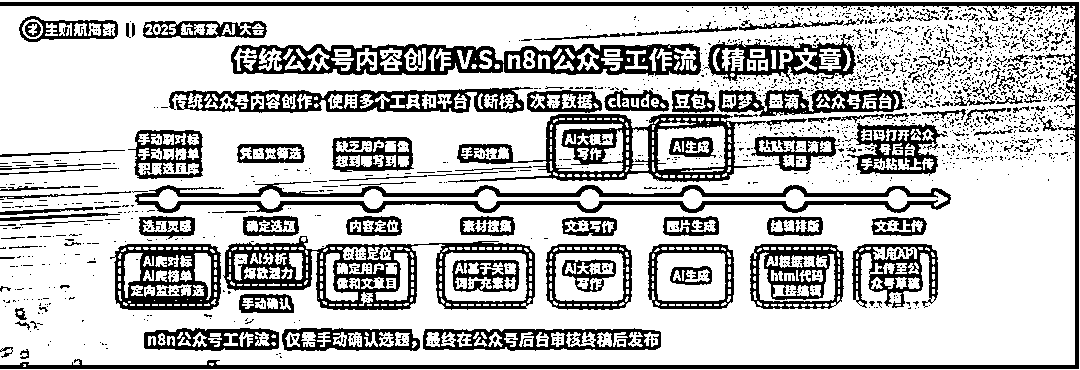 生财航海家 || 2025 航海家 AI 大会
传统公众号内容创作 V.S. n8n公众号工作流（精品IP文章）
传统公众号内容创作：使用多个工具和平台（新榜、次幂数据、claude、豆包、即梦、墨滴、公众号后台）
手动刷对标
手动刷榜单
积累选题库
凭感觉筛选
缺乏用户画像
想到哪写到哪
手动搜集
AI大模型
写作
AI生成
粘贴到墨滴编
辑器
扫码打开公众
号后台
手动粘贴上传
选题灵感
确定选题
内容定位
素材搜集
文章写作
图片生成
编辑排版
文章上传
AI爬对标
AI爬榜单
定向监控筛选
AI分析
爆款潜力
手动确认
根据定位
确定用户画
像和文章目
标
AI基于关键
词扩充素材
AI大模型
写作
AI生成
AI根据模板
html代码
直接编辑
调用API
上传至公
众号草稿
箱
n8n公众号工作流：仅需手动确认选题，最终在公众号后台审核终稿后发布